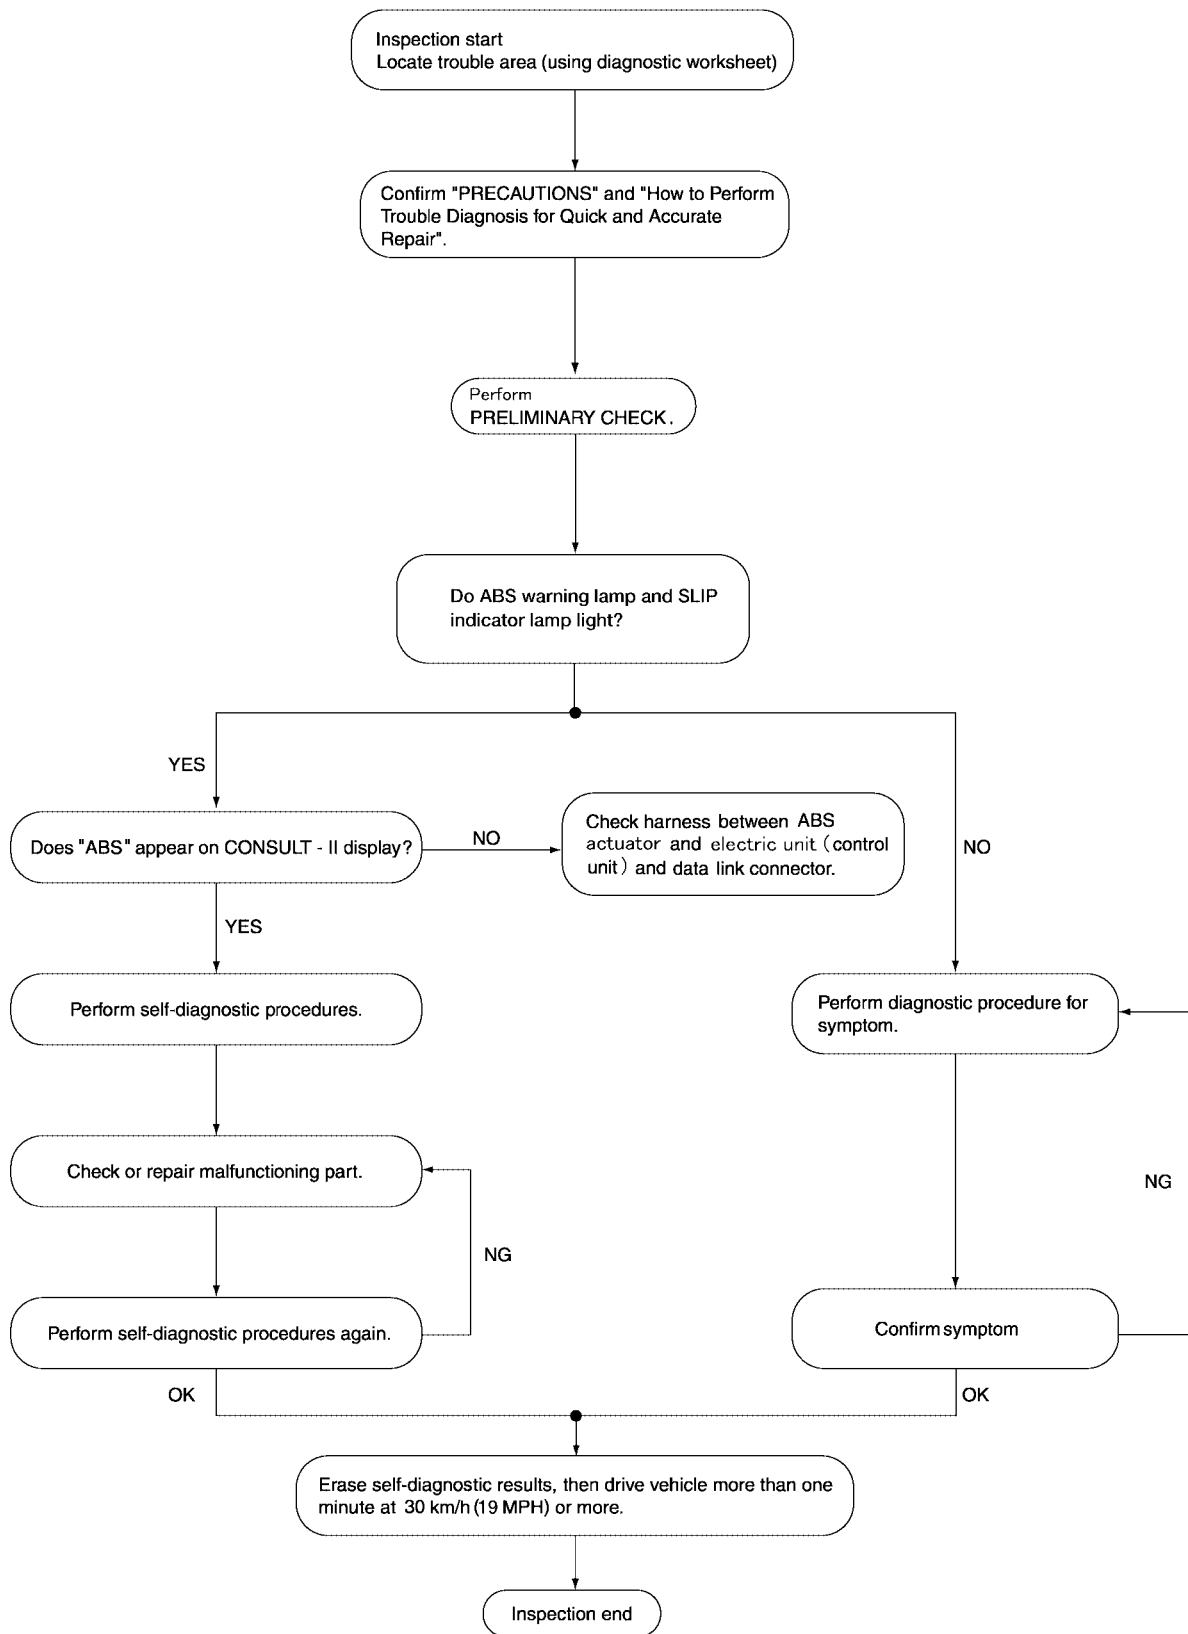 Inspection start
Locate trouble area (using diagnostic worksheet)
Confirm "PRECAUTIONS" and "How to Perform
Trouble Diagnosis for Quick and Accurate
Repair".
Perform
PRELIMINARY CHECK.
Do ABS warning lamp and SLIP
indicator lamp light?
YES
NO
Does "ABS" appear on CONSULT - II display?
NO
Check harness between ABS
actuator and electric unit (control
unit) and data link connector.
YES
Perform self-diagnostic procedures.
Perform diagnostic procedure for
symptom.
Check or repair malfunctioning part.
NG
NG
Perform self-diagnostic procedures again.
Confirm symptom
OK
OK
Erase self-diagnostic results, then drive vehicle more than one
minute at 30 km/h (19 MPH) or more.
Inspection end